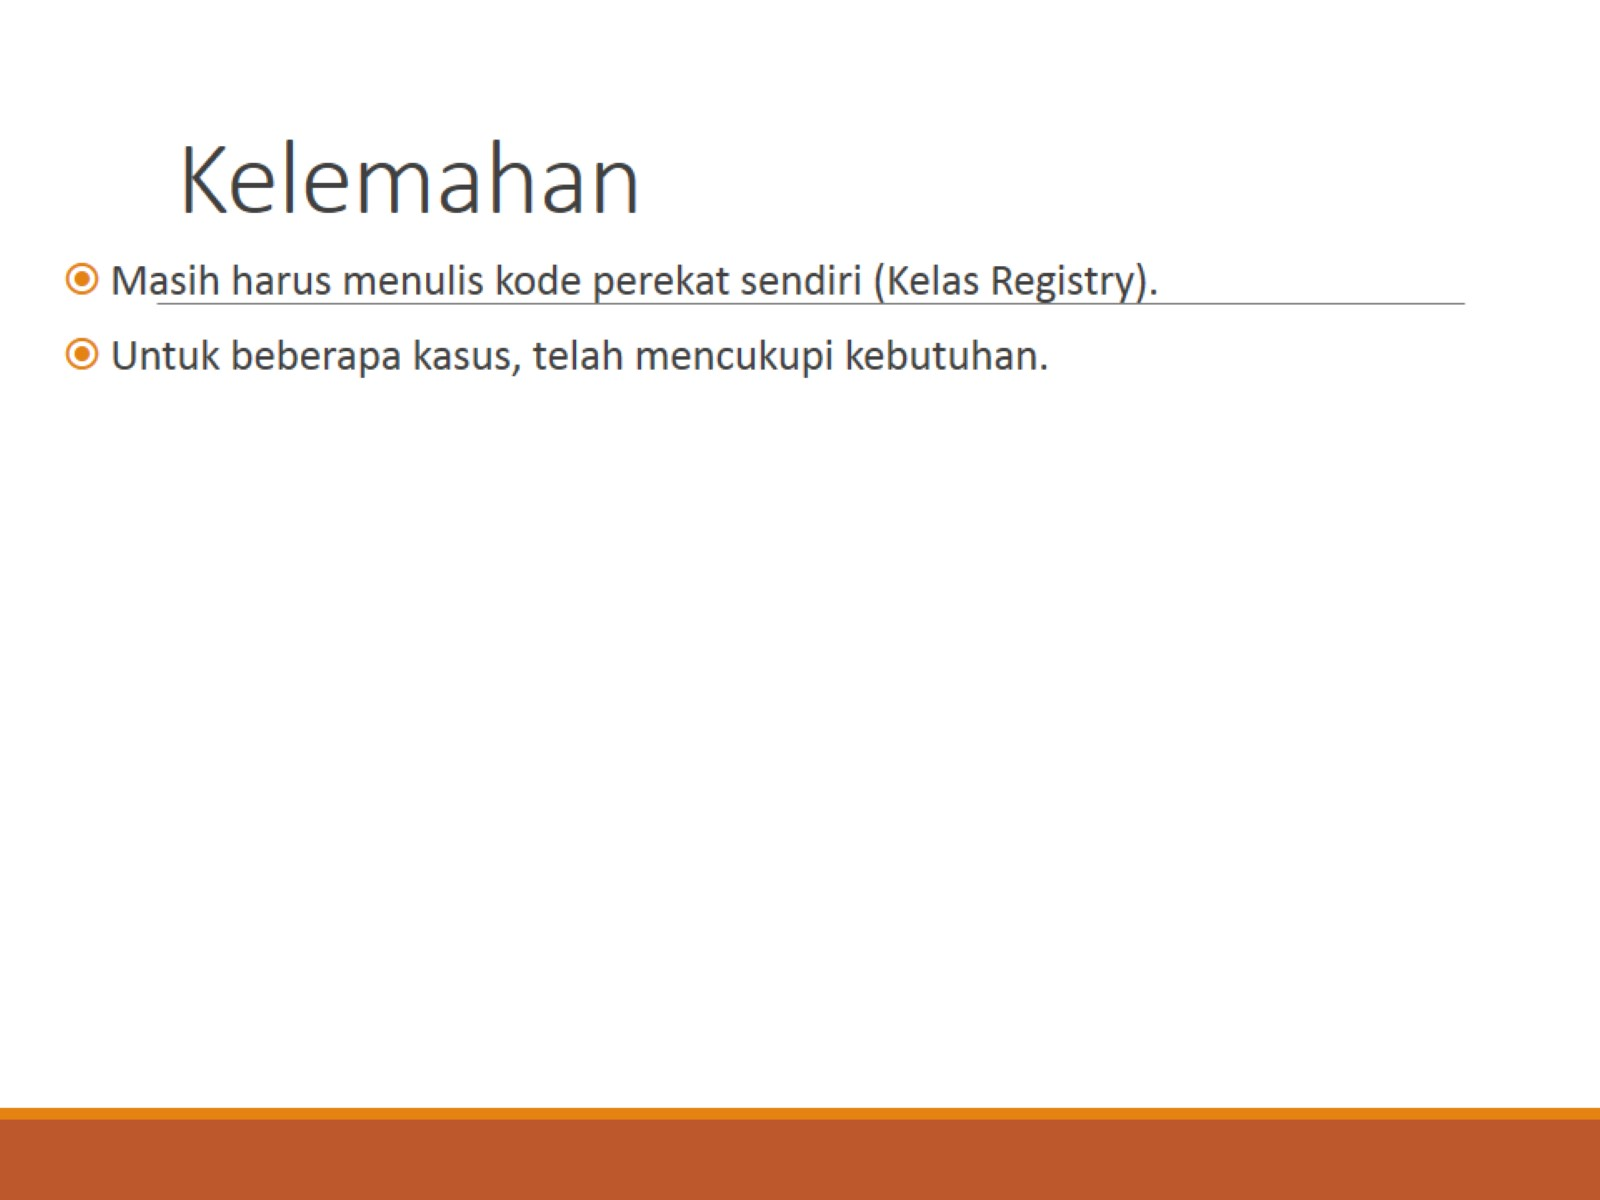 Kelemahan
Masih harus menulis kode perekat sendiri (Kelas Registry).
Untuk beberapa kasus, telah mencukupi kebutuhan.